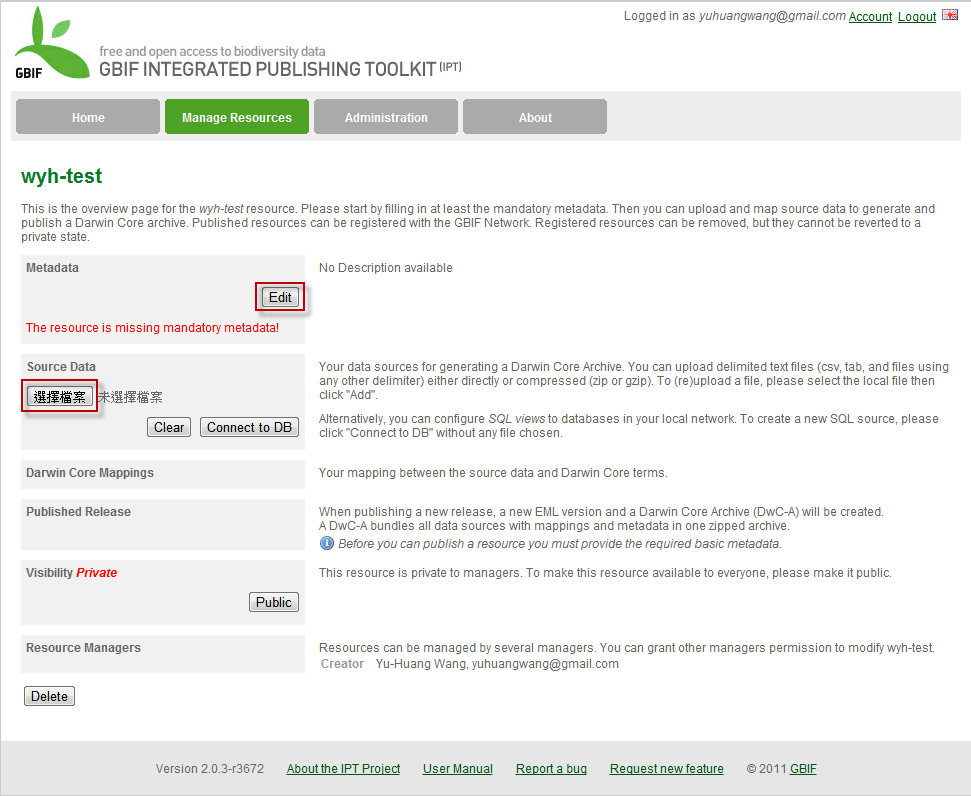 Logged in as yuhuangwang@gmail.com Account Logout
free and open access to biodiversity data
GBIF INTEGRATED PUBLISHING TOOLKIT (IPT)
GBIF
Home Manage Resources Administration About
wyh-test
This is the overview page for the wyh-test resource. Please start by filling in at least the mandatory metadata. Then you can upload and map source data to generate and
publish a Darwin Core archive. Published resources can be registered with the GBIF Network. Registered resources can be removed, but they cannot be reverted to a
private state.
Metadata
Edit
The resource is missing mandatory metadata!
No Description available
Source Data
選擇檔案 未選擇檔案
Clear Connect to DB
Your data sources for generating a Darwin Core Archive. You can upload delimited text files (csv, tab, and files using
any other delimiter) either directly or compressed (zip or gzip). To (re)upload a file, please select the local file then
click "Add".
Alternatively, you can configure SQL views to databases in your local network. To create a new SQL source, please
click "Connect to DB" without any file chosen.
Darwin Core Mappings
Your mapping between the source data and Darwin Core terms.
Published Release
When publishing a new release, a new EML version and a Darwin Core Archive (DwC-A) will be created.
A DwC-A bundles all data sources with mappings and metadata in one zipped archive.
Before you can publish a resource you must provide the required basic metadata.
Visibility Private
Public
This resource is private to managers. To make this resource available to everyone, please make it public.
Resource Managers
Resources can be managed by several managers. You can grant other managers permission to modify wyh-test.
Creator Yu-Huang Wang, yuhuangwang@gmail.com
Delete
Version 2.0.3-r3672 About the IPT Project User Manual Report a bug Request new feature © 2011 GBIF